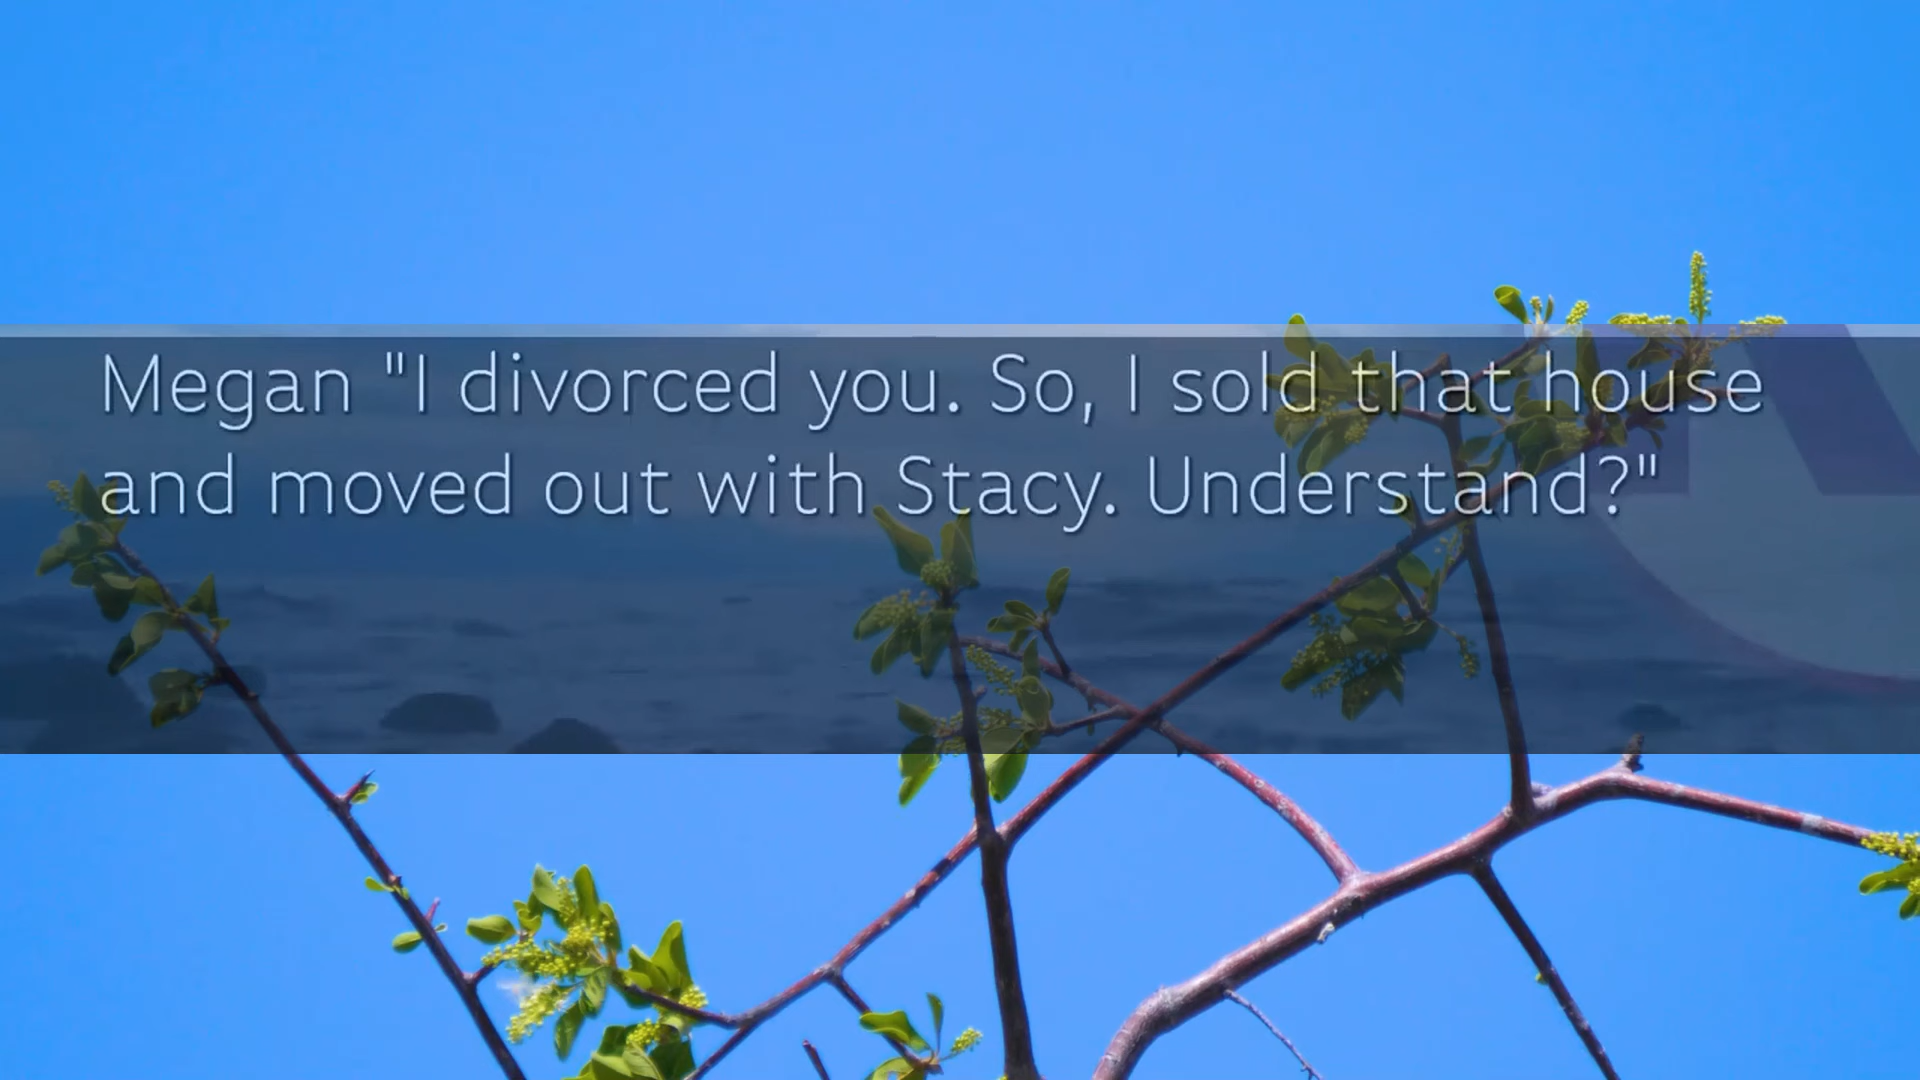 Megan "I divorced you. So, I sold that house
and moved out with Stacy. Understand?"